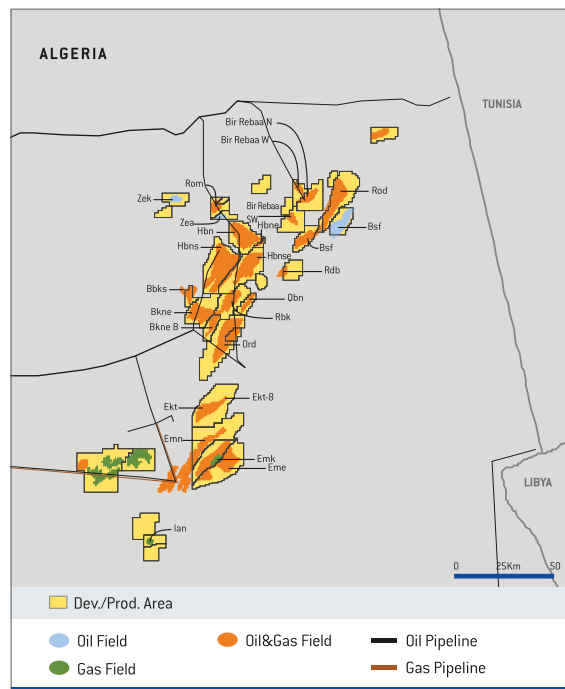 ALGERIA
TUNISIA
Bir Rebaa N
Bir Rebaa W
Rom
Rod
Zek
Bir Rebaa
SW
Zea
Hbne
Bsf
Hbn
Hbns
Bsf
Hbnse
Rdb
Bbks
Qbn
Bkne
Rbk
Bkne B
Ord
Ekt-8
Ekt
Emn
Emk
Eme
LIBYA
Ian
0 25Km 50
Dev./Prod. Area
Oil Field
Oil&Gas Field
Oil Pipeline
Gas Field
Gas Pipeline